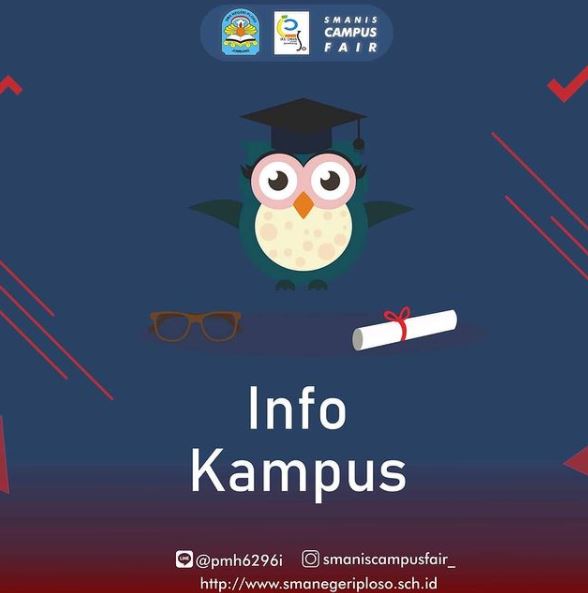 SMANIS
CAMPUS
FAIR
Info
Kampus
@pmh6296i
smaniscampusfair_
http://www.smanegeriploso.sch.id